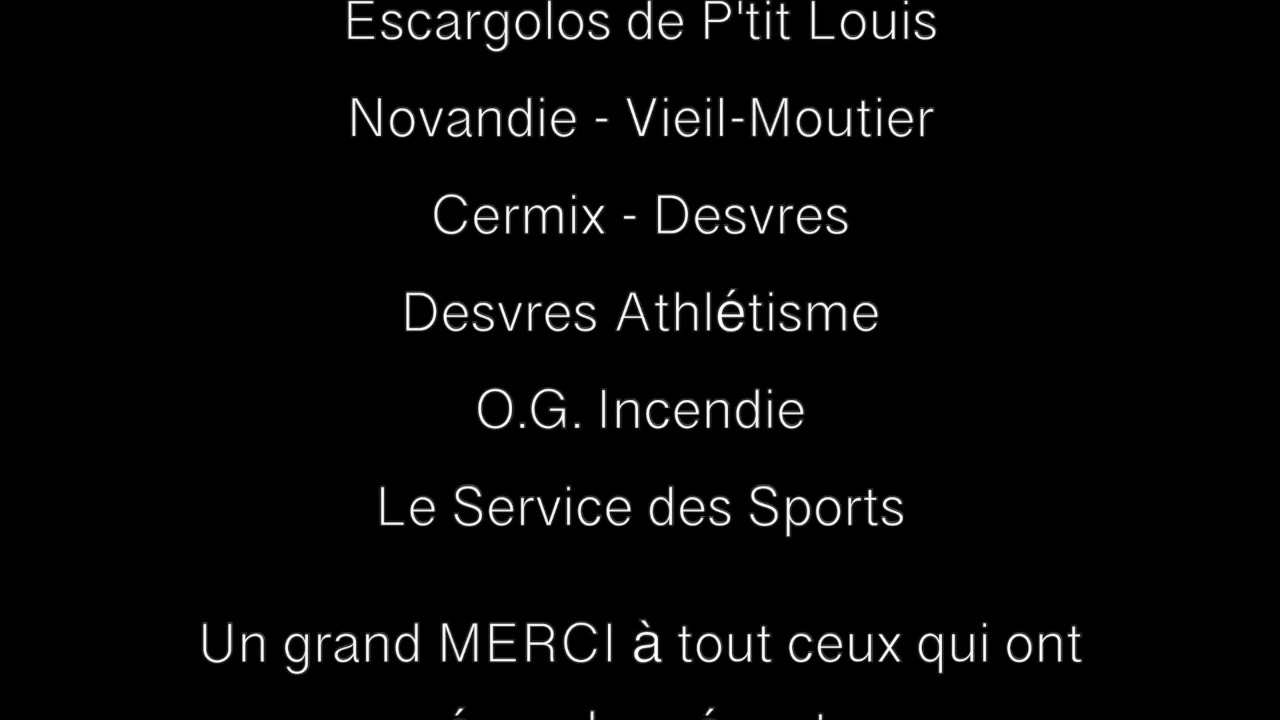 Escargolos de P'tit Louis
Novandie - Vieil-Moutier
Cermix - Desvres
Desvres Athlétisme
O.G. Incendie
Le Service des Sports
Un grand MERCI à tout ceux qui ont